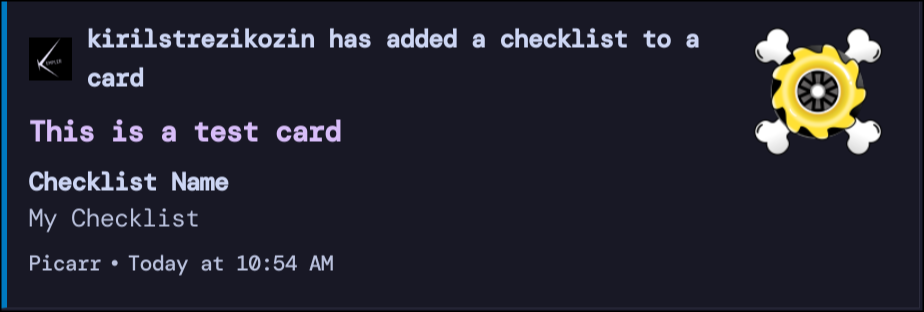 kirilstrezikozin has added a checklist to a
card
This is a test card
Checklist Name
My Checklist
Picarr • Today at 10:54 AM